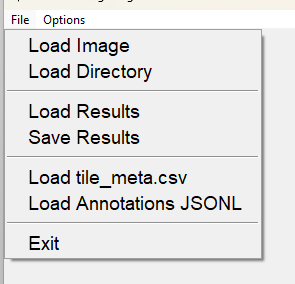 File Options
Load Image
Load Directory
Load Results
Save Results
Load tile_meta.csv
Load Annotations JSONL
Exit